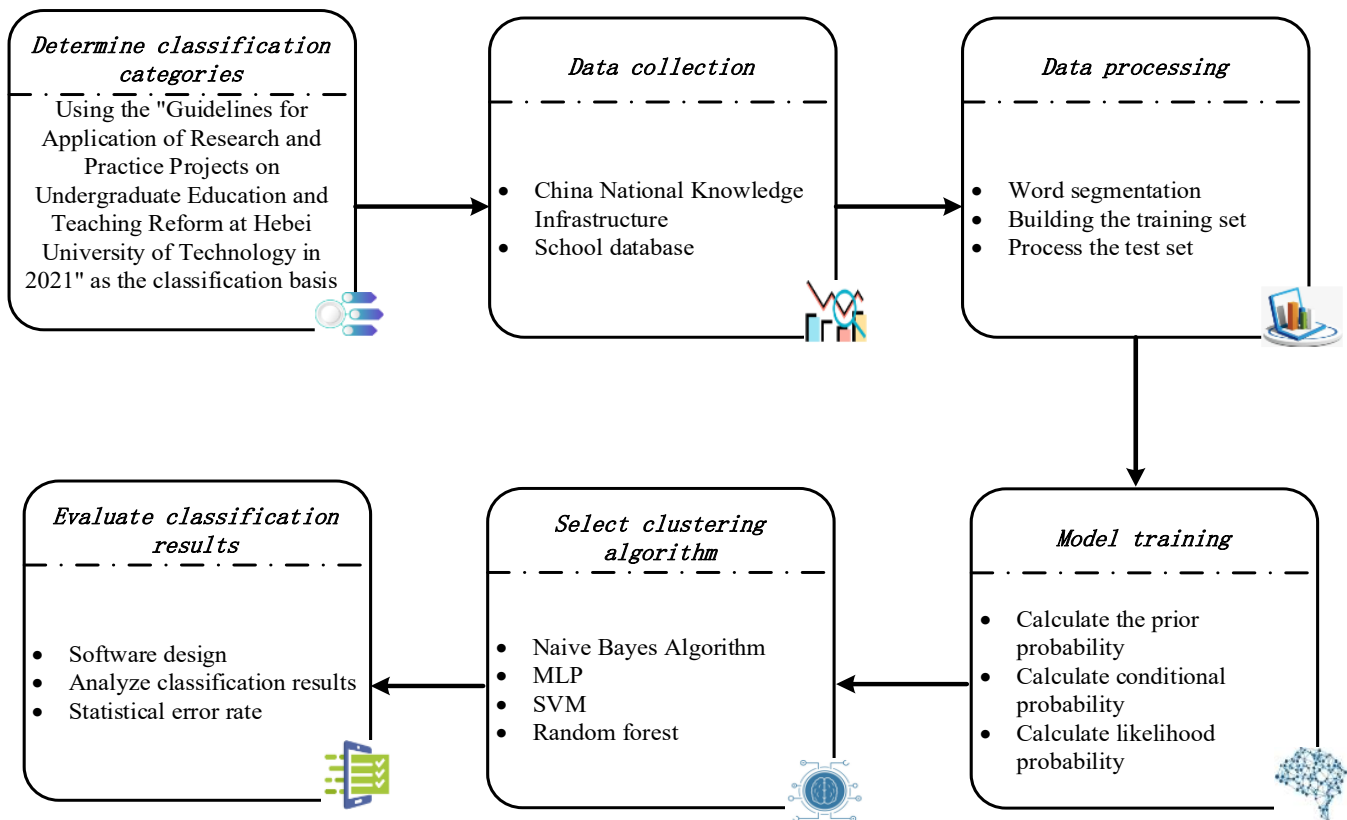 Determine classification
categories
Using the "Guidelines for
Application of Research and
Practice Projects on
Undergraduate Education and
Teaching Reform at Hebei
University of Technology in
2021" as the classification basis
Data collection
• China National Knowledge
Infrastructure
• School database
Data processing
• Word segmentation
• Building the training set
• Process the test set
Model training
• Calculate the prior
probability
• Calculate conditional
probability
• Calculate likelihood
probability
Select clustering
algorithm
• Naive Bayes Algorithm
• MLP
• SVM
• Random forest
Evaluate classification
results
• Software design
• Analyze classification results
• Statistical error rate